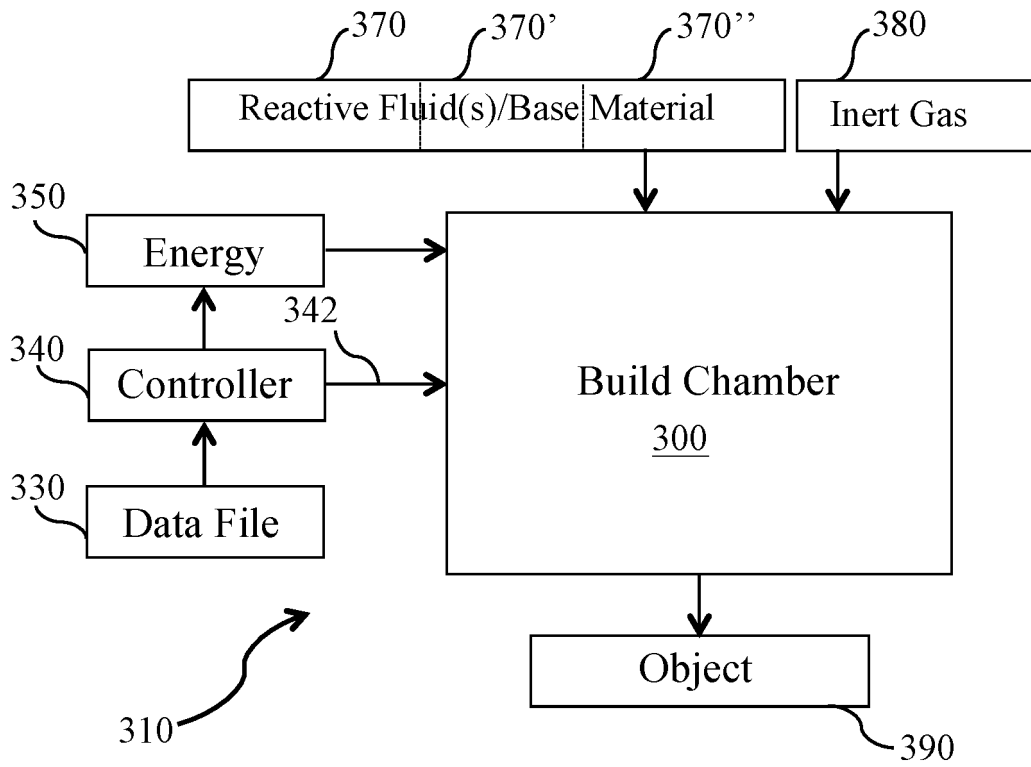 370 370’ 370’’ 380
Reactive Fluid(s)/Base Material
Inert Gas
350
Energy
342
340
Controller
Build Chamber
300
330
Data File
Object
310
390